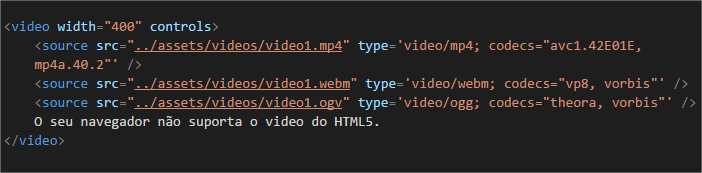 <video width="400" controls>
<source src="../assets/videos/video1.mp4" type='video/mp4; codecs="avc1.42E01E,
mp4a.40.2"' />
<source src="../assets/videos/video1.webm" type='video/webm; codecs="vp8, vorbis"' />
<source src="../assets/videos/video1.ogv" type='video/ogg; codecs="theora, vorbis"' />
O seu navegador não suporta o video do HTML5.
</video>